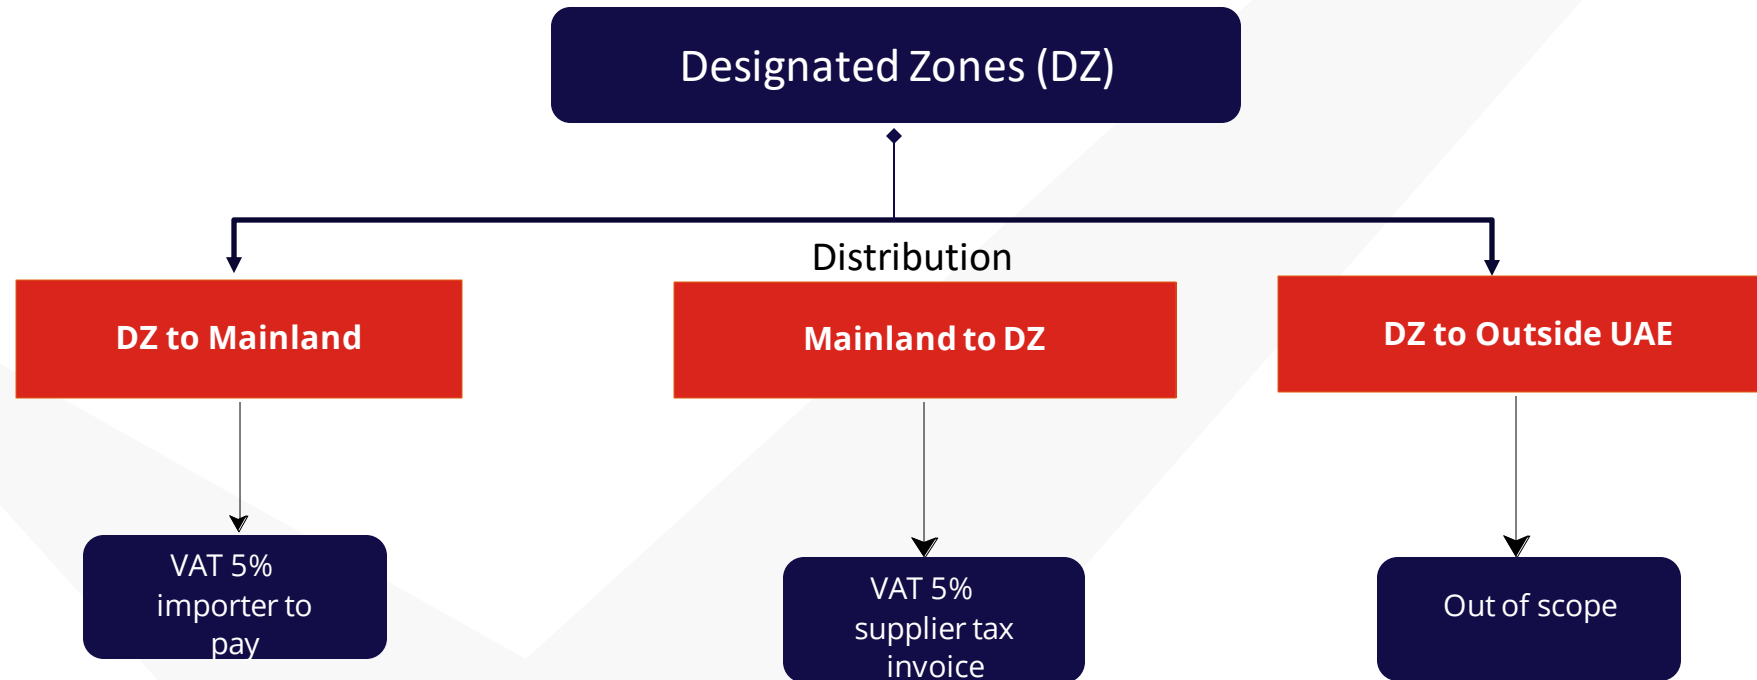 Designated Zones (DZ)
Distribution
DZ to Mainland
Mainland to DZ
DZ to Outside UAE
VAT 5%
importer to
pay
VAT 5%
supplier tax
invoice
Out of scope